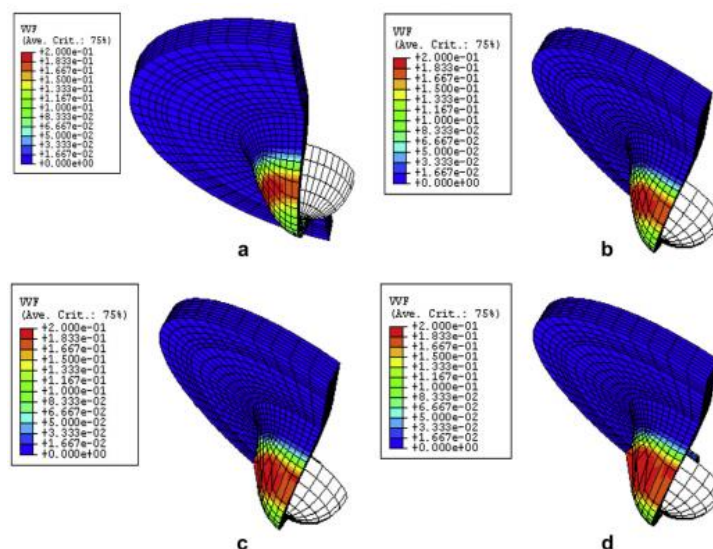 VVF
(Ave. Crit.: 75%)
+2.000e-01
+1.833e-01
+1.667e-01
+1.500e-01
+1.333e-01
+1.167e-01
+1.000e-01
+8.333e-02
+6.667e-02
+5.000e-02
+3.333e-02
+1.667e-02
+0.000e+00
a
VVF
(Ave. Crit.: 75%)
+2.000e-01
+1.833e-01
+1.667e-01
+1.500e-01
+1.333e-01
+1.167e-01
+1.000e-01
+8.333e-02
+6.667e-02
+5.000e-02
+3.333e-02
+1.667e-02
+0.000e+00
b
VVF
(Ave. Crit.: 75%)
+2.000e-01
+1.833e-01
+1.667e-01
+1.500e-01
+1.333e-01
+1.167e-01
+1.000e-01
+8.333e-02
+6.667e-02
+5.000e-02
+3.333e-02
+1.667e-02
+0.000e+00
c
VVF
(Ave. Crit.: 75%)
+2.000e-01
+1.833e-01
+1.667e-01
+1.500e-01
+1.333e-01
+1.167e-01
+1.000e-01
+8.333e-02
+6.667e-02
+5.000e-02
+3.333e-02
+1.667e-02
+0.000e+00
d